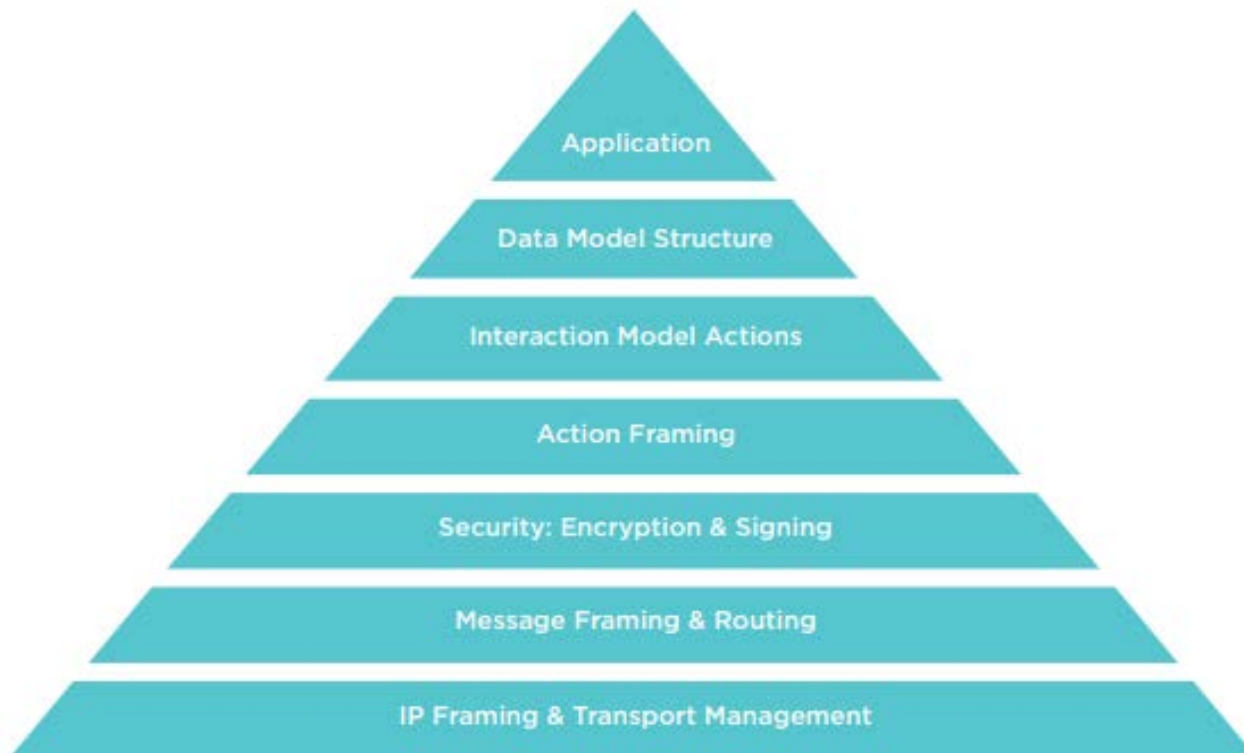 Application
Data Model Structure
Interaction Model Actions
Action Framing
Security: Encryption & Signing
Message Framing & Routing
IP Framing & Transport Management